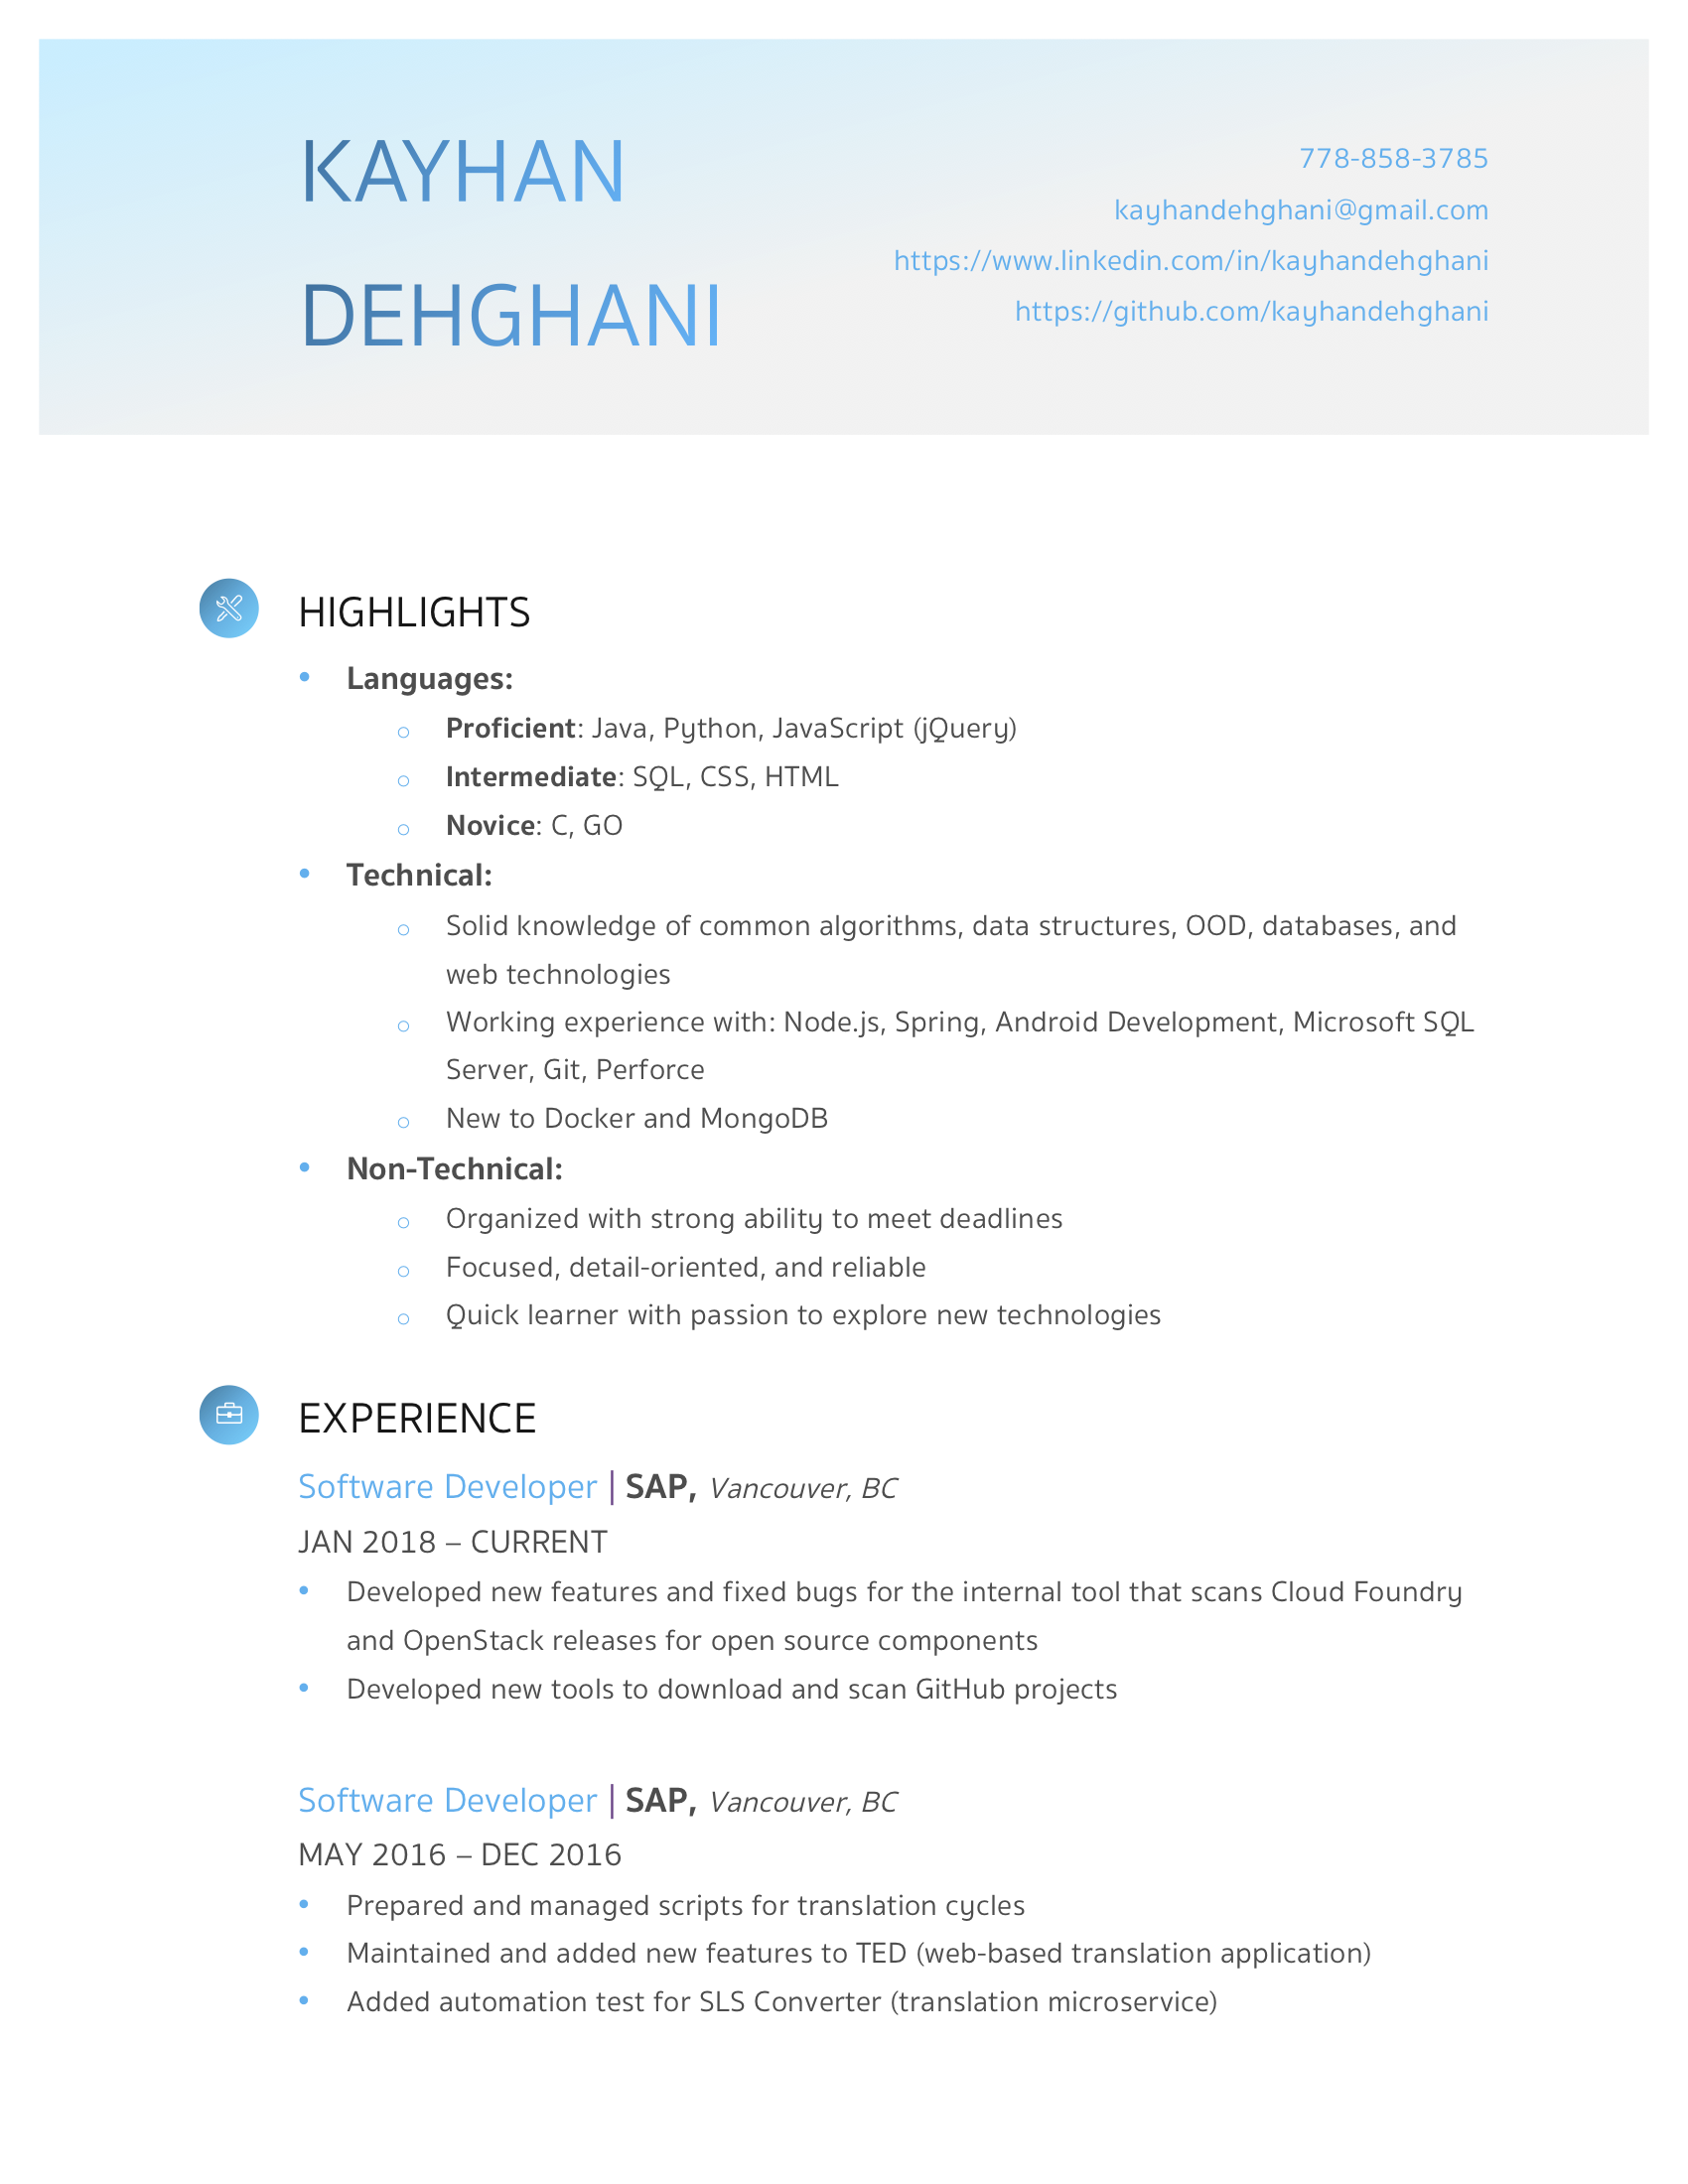 KAYHAN
DEHGHANI
778-858-3785
kayhandehghani@gmail.com
https://www.linkedin.com/in/kayhandehghani
https://github.com/kayhandehghani
HIGHLIGHTS
• Languages:
o Proficient: Java, Python, JavaScript (jQuery)
o Intermediate: SQL, CSS, HTML
o Novice: C, GO
• Technical:
o Solid knowledge of common algorithms, data structures, OOD, databases, and
web technologies
o Working experience with: Node.js, Spring, Android Development, Microsoft SQL
Server, Git, Perforce
o New to Docker and MongoDB
• Non-Technical:
o Organized with strong ability to meet deadlines
o Focused, detail-oriented, and reliable
o Quick learner with passion to explore new technologies
EXPERIENCE
Software Developer | SAP, Vancouver, BC
JAN 2018 – CURRENT
• Developed new features and fixed bugs for the internal tool that scans Cloud Foundry
and OpenStack releases for open source components
• Developed new tools to download and scan GitHub projects
Software Developer | SAP, Vancouver, BC
MAY 2016 – DEC 2016
• Prepared and managed scripts for translation cycles
• Maintained and added new features to TED (web-based translation application)
• Added automation test for SLS Converter (translation microservice)